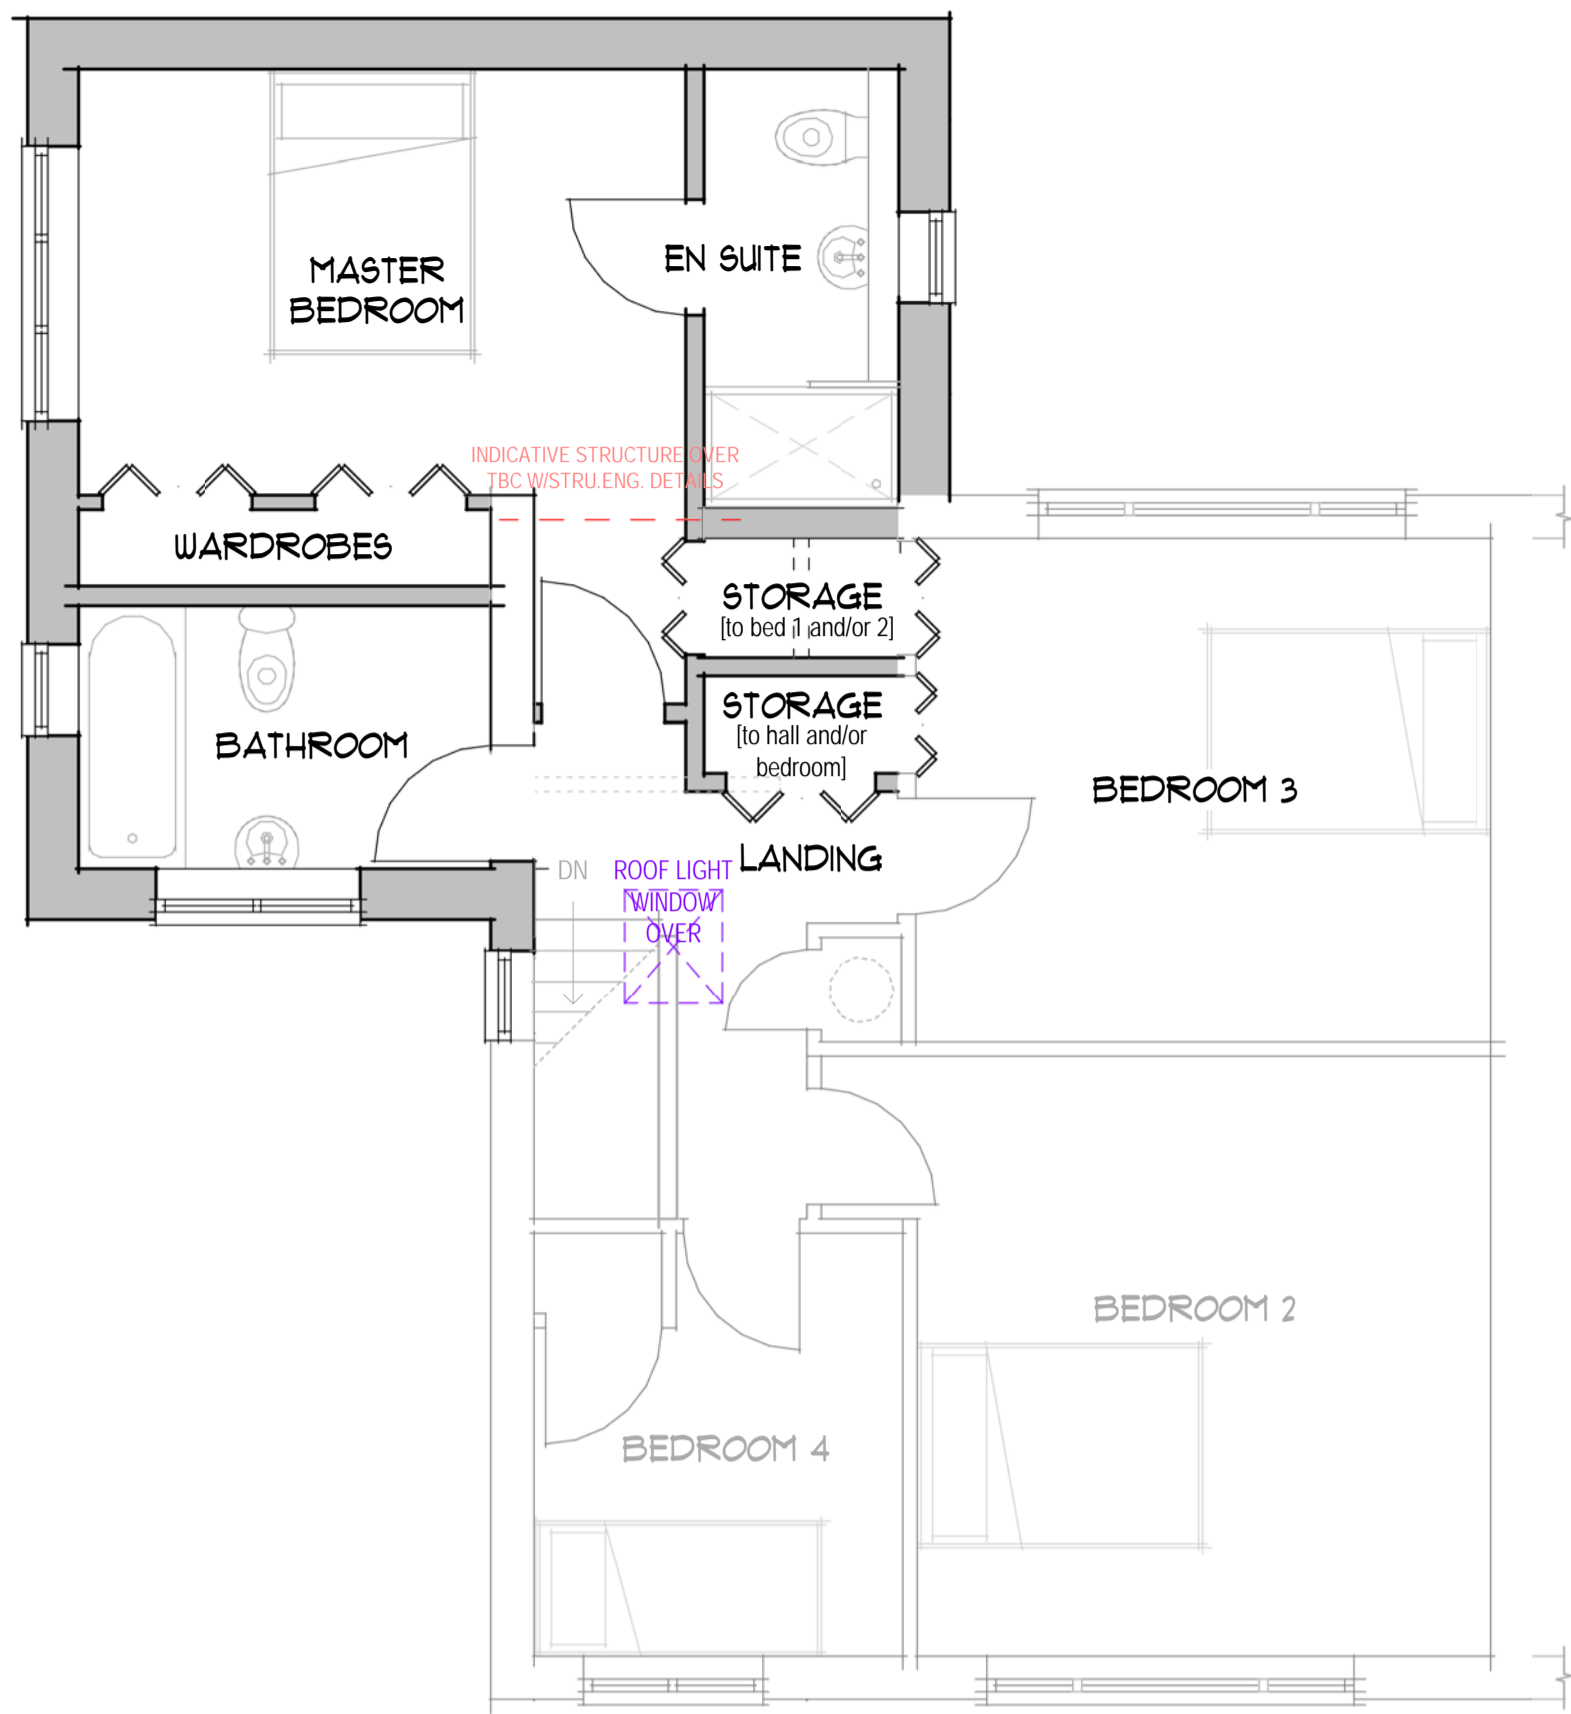 MASTER
BEDROOM
EN SUITE
INDICATIVE STRUCTURE OVER
TBC W/STRU.ENG. DETAILS
WARDROBES
STORAGE
[to bed 1 and/or 2]
STORAGE
[to hall and/or
bedroom]
BATHROOM
BEDROOM 3
LANDING
DN
ROOF LIGHT
WINDOW
OVER
BEDROOM 2
BEDROOM 4